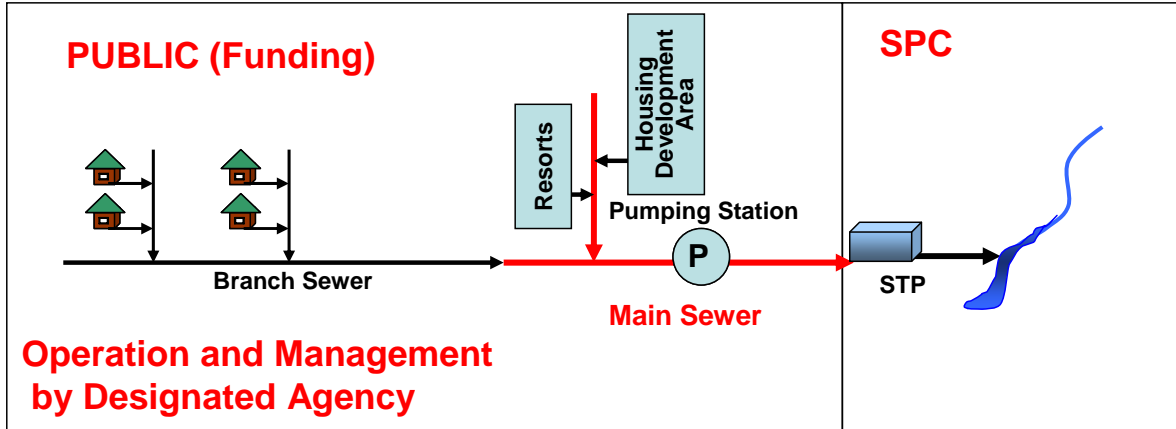 PUBLIC (Funding)
SPC
Resorts
Housing
Development
Area
Pumping Station
P
Branch Sewer
STP
Main Sewer
Operation and Management
by Designated Agency